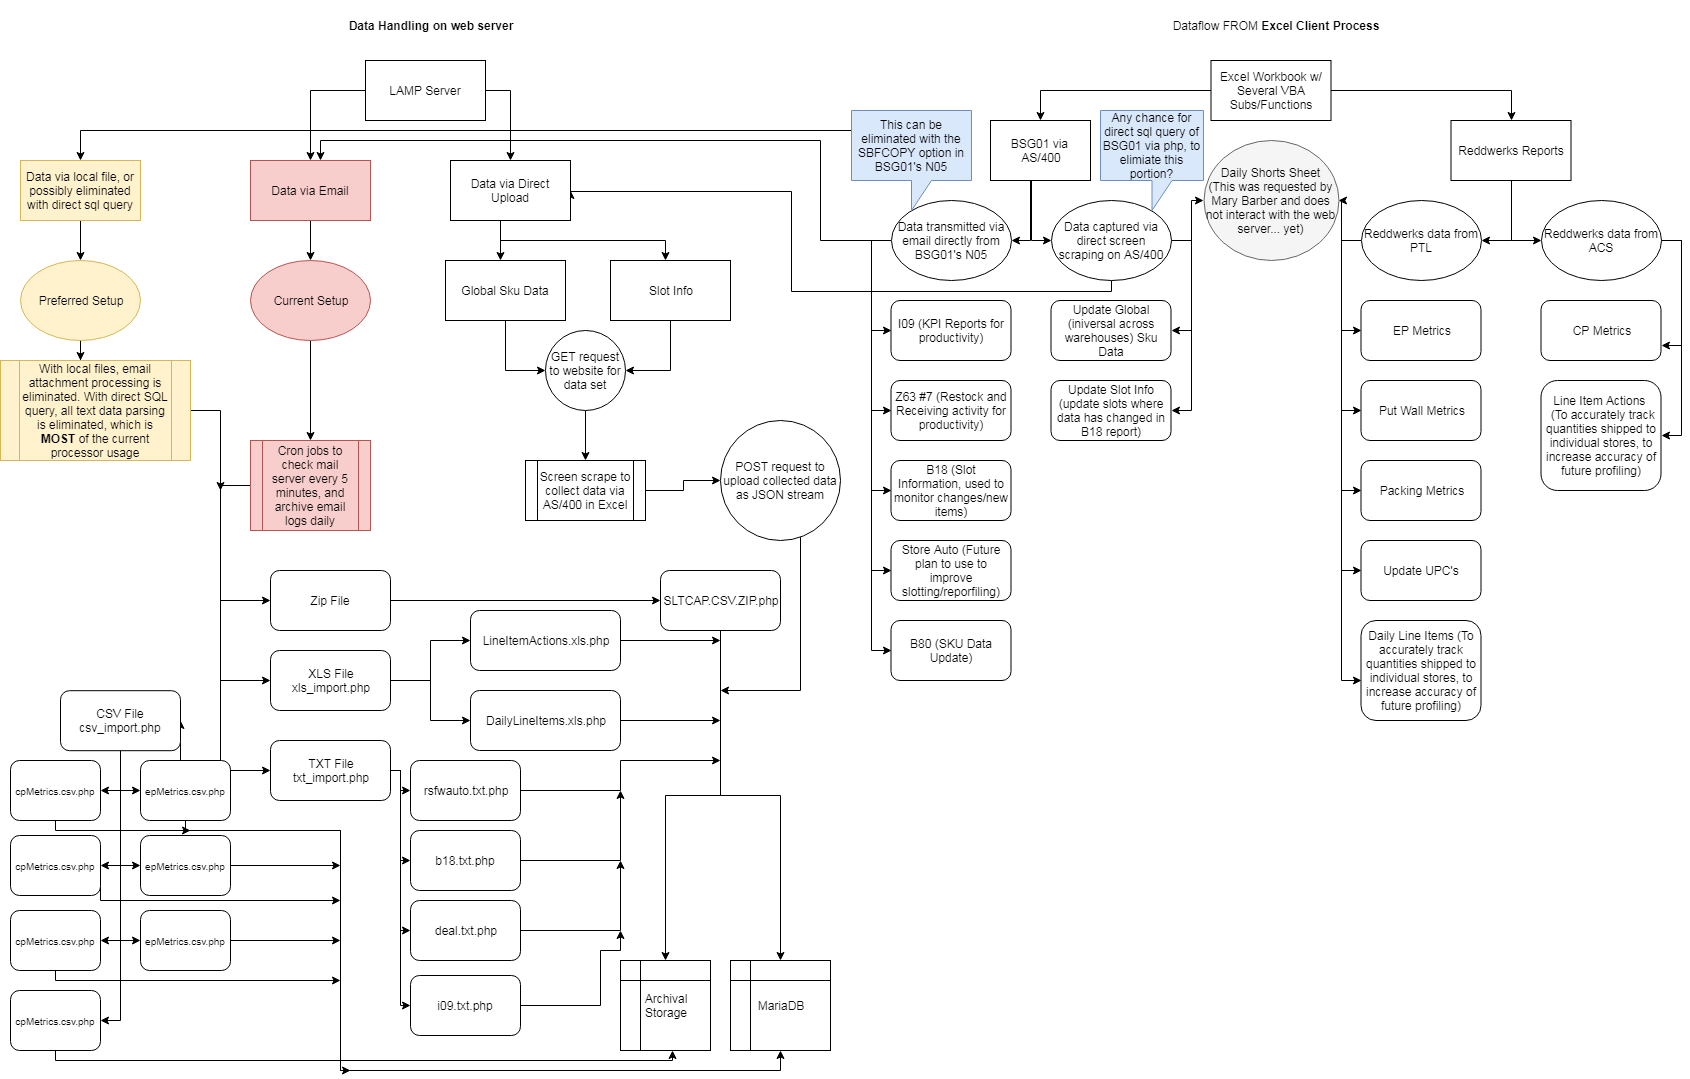 Data Handling on web server
Dataflow FROM Excel Client Process
LAMP Server
Excel Workbook w/
Several VBA
Subs/Functions
This can be
eliminated with the
SBFCOPY option in
BSG01's N05
BSG01 via
AS/400
Any chance for
direct sql query of
BSG01 via php, to
elimiate this
portion?
Reddwerks Reports
Data via local file, or
possibly eliminated
with direct sql query
Data via Email
Data via Direct
Upload
Daily Shorts Sheet
(This was requested by
Mary Barber and does
not interact with the web
server... yet)
Data transmitted via
email directly from
BSG01's N05
Data captured via
direct screen
scraping on AS/400
Reddwerks data from
PTL
Reddwerks data from
ACS
Preferred Setup
Current Setup
Global Sku Data
Slot Info
I09 (KPI Reports for
productivity)
Update Global
(iniversal across
warehouses) Sku
Data
EP Metrics
CP Metrics
GET request
to website for
data set
With local files, email
attachment processing is
eliminated. With direct SQL
query, all text data parsing
is eliminated, which is
MOST of the current
processor usage
Z63 #7 (Restock and
Receiving activity for
productivity)
Update Slot Info
(update slots where
data has changed in
B18 report)
Put Wall Metrics
Line Item Actions
(To accurately track
quantities shipped to
individual stores, to
increase accuracy of
future profiling)
Cron jobs to
check mail
server every 5
minutes, and
archive email
logs daily
Screen scrape to
collect data via
AS/400 in Excel
POST request to
upload collected data
as JSON stream
B18 (Slot
Information, used to
monitor changes/new
items)
Packing Metrics
Store Auto (Future
plan to use to
improve
slotting/reporfiling)
Update UPC's
Zip File
SLTCAP.CSV.ZIP.php
LineItemActions.xls.php
B80 (SKU Data
Update)
Daily Line Items (To
accurately track
quantities shipped to
individual stores, to
increase accuracy of
future profiling)
XLS File
xls_import.php
CSV File
csv_import.php
DailyLineItems.xls.php
TXT File
txt_import.php
cpMetrics.csv.php
epMetrics.csv.php
rsfwauto.txt.php
cpMetrics.csv.php
epMetrics.csv.php
b18.txt.php
cpMetrics.csv.php
epMetrics.csv.php
deal.txt.php
cpMetrics.csv.php
i09.txt.php
Archival
Storage
MariaDB